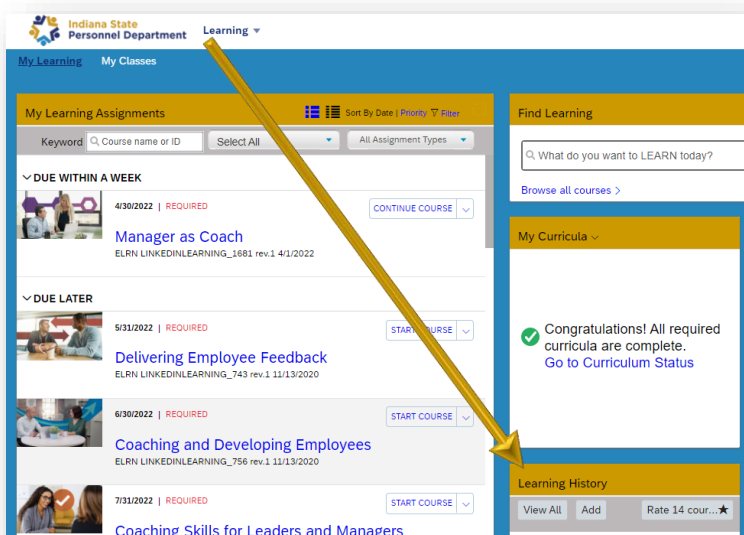 Indiana State
Personnel Department
Learning
My Learning
My Classes
My Learning Assignments
Sort By Date | Priority Filter
Keyword
Course name or ID
Select All
All Assignment Types
DUE WITHIN A WEEK
4/30/2022 | REQUIRED
CONTINUE COURSE
Manager as Coach
ELRN LINKEDINLEARNING_1681 rev.1 4/1/2022
DUE LATER
5/31/2022 | REQUIRED
START COURSE
Delivering Employee Feedback
ELRN LINKEDINLEARNING_743 rev.1 11/13/2020
6/30/2022 | REQUIRED
START COURSE
Coaching and Developing Employees
ELRN LINKEDINLEARNING_756 rev.1 11/13/2020
7/31/2022 | REQUIRED
START COURSE
Coaching Skills for Leaders and Managers
Find Learning
What do you want to LEARN today?
Browse all courses >
My Curricula
Congratulations! All required
curricula are complete.
Go to Curriculum Status
Learning History
View All
Add
Rate 14 cour...★